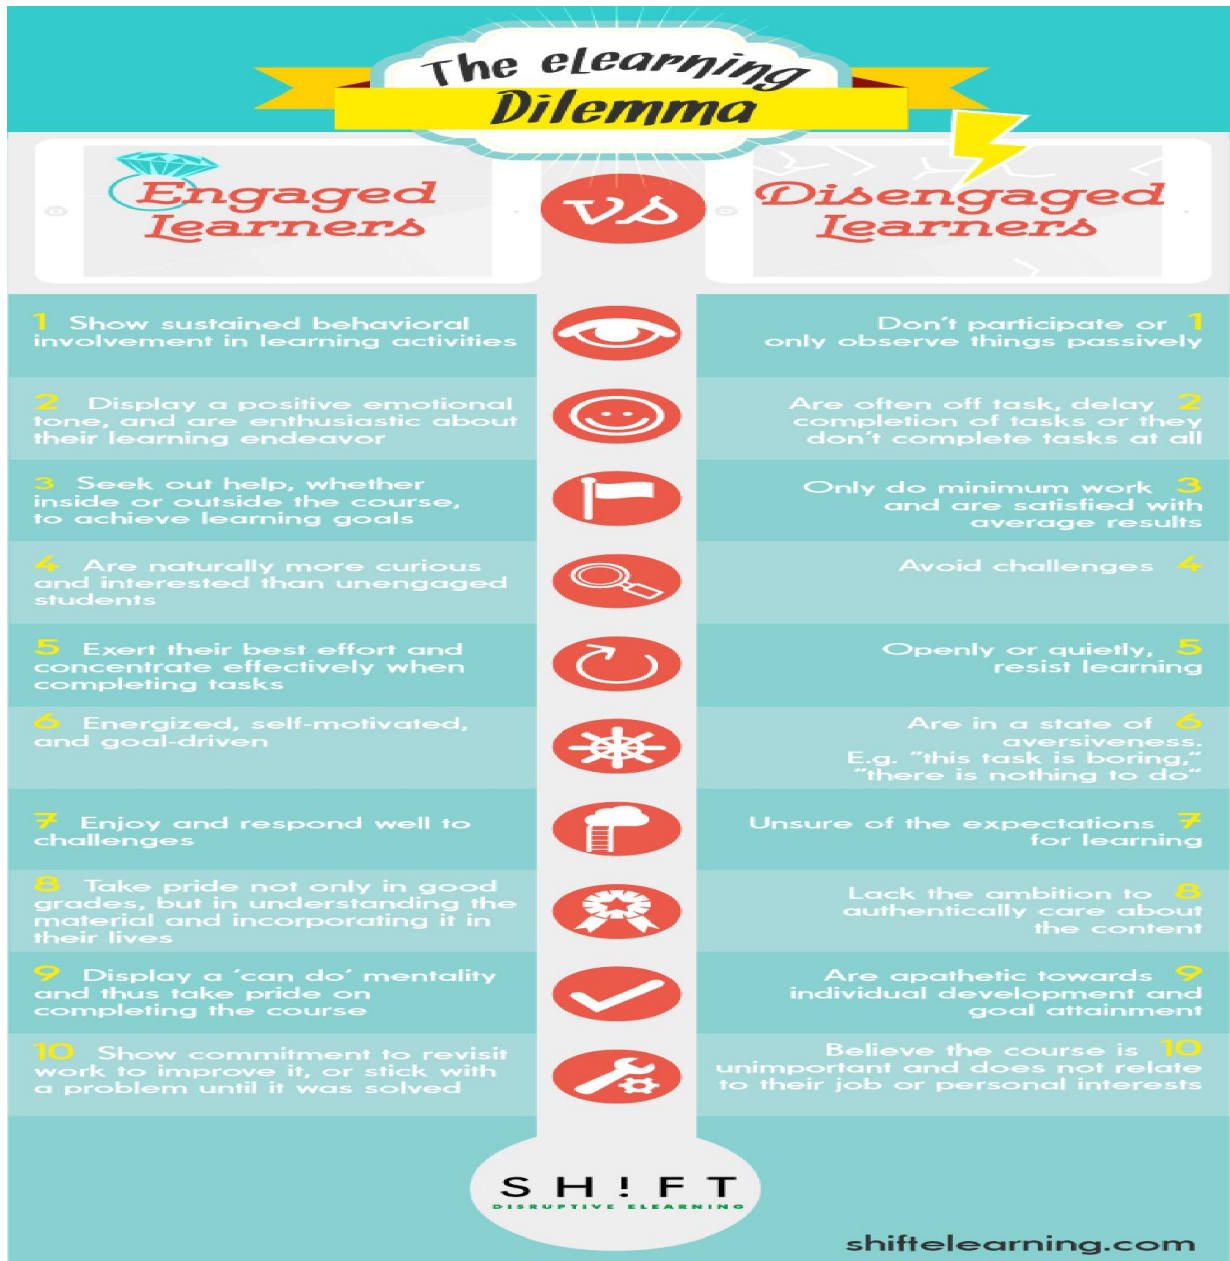 The eLearning
Dilemma
Engaged
Learners
vs
Disengaged
Learners
1 Show sustained behavioral
involvement in learning activities
Don't participate or 1
only observe things passively
2 Display a positive emotional
tone, and are enthusiastic about
their learning endeavor
Are often off task, delay 2
completion of tasks or they
don't complete tasks at all
3 Seek out help, whether
inside or outside the course,
to achieve learning goals
Only do minimum work 3
and are satisfied with
average results
4 Are naturally more curious
and interested than unengaged
students
Avoid challenges 4
5 Exert their best effort and
concentrate effectively when
completing tasks
Openly or quietly, 5
resist learning
6 Energized, self-motivated,
and goal-driven
Are in a state of 6
aversiveness.
E.g. "this task is boring,"
"there is nothing to do"
7 Enjoy and respond well to
challenges
Unsure of the expectations 7
for learning
8 Take pride not only in good
grades, but in understanding the
material and incorporating it in
their lives
Lack the ambition to 8
authentically care about
the content
9 Display a 'can do' mentality
and thus take pride on
completing the course
Are apathetic towards 9
individual development and
goal attainment
10 Show commitment to revisit
work to improve it, or stick with
a problem until it was solved
Believe the course is 10
unimportant and does not relate
to their job or personal interests
SH!FT
DISRUPTIVE ELEARNING
shiftelearning.com